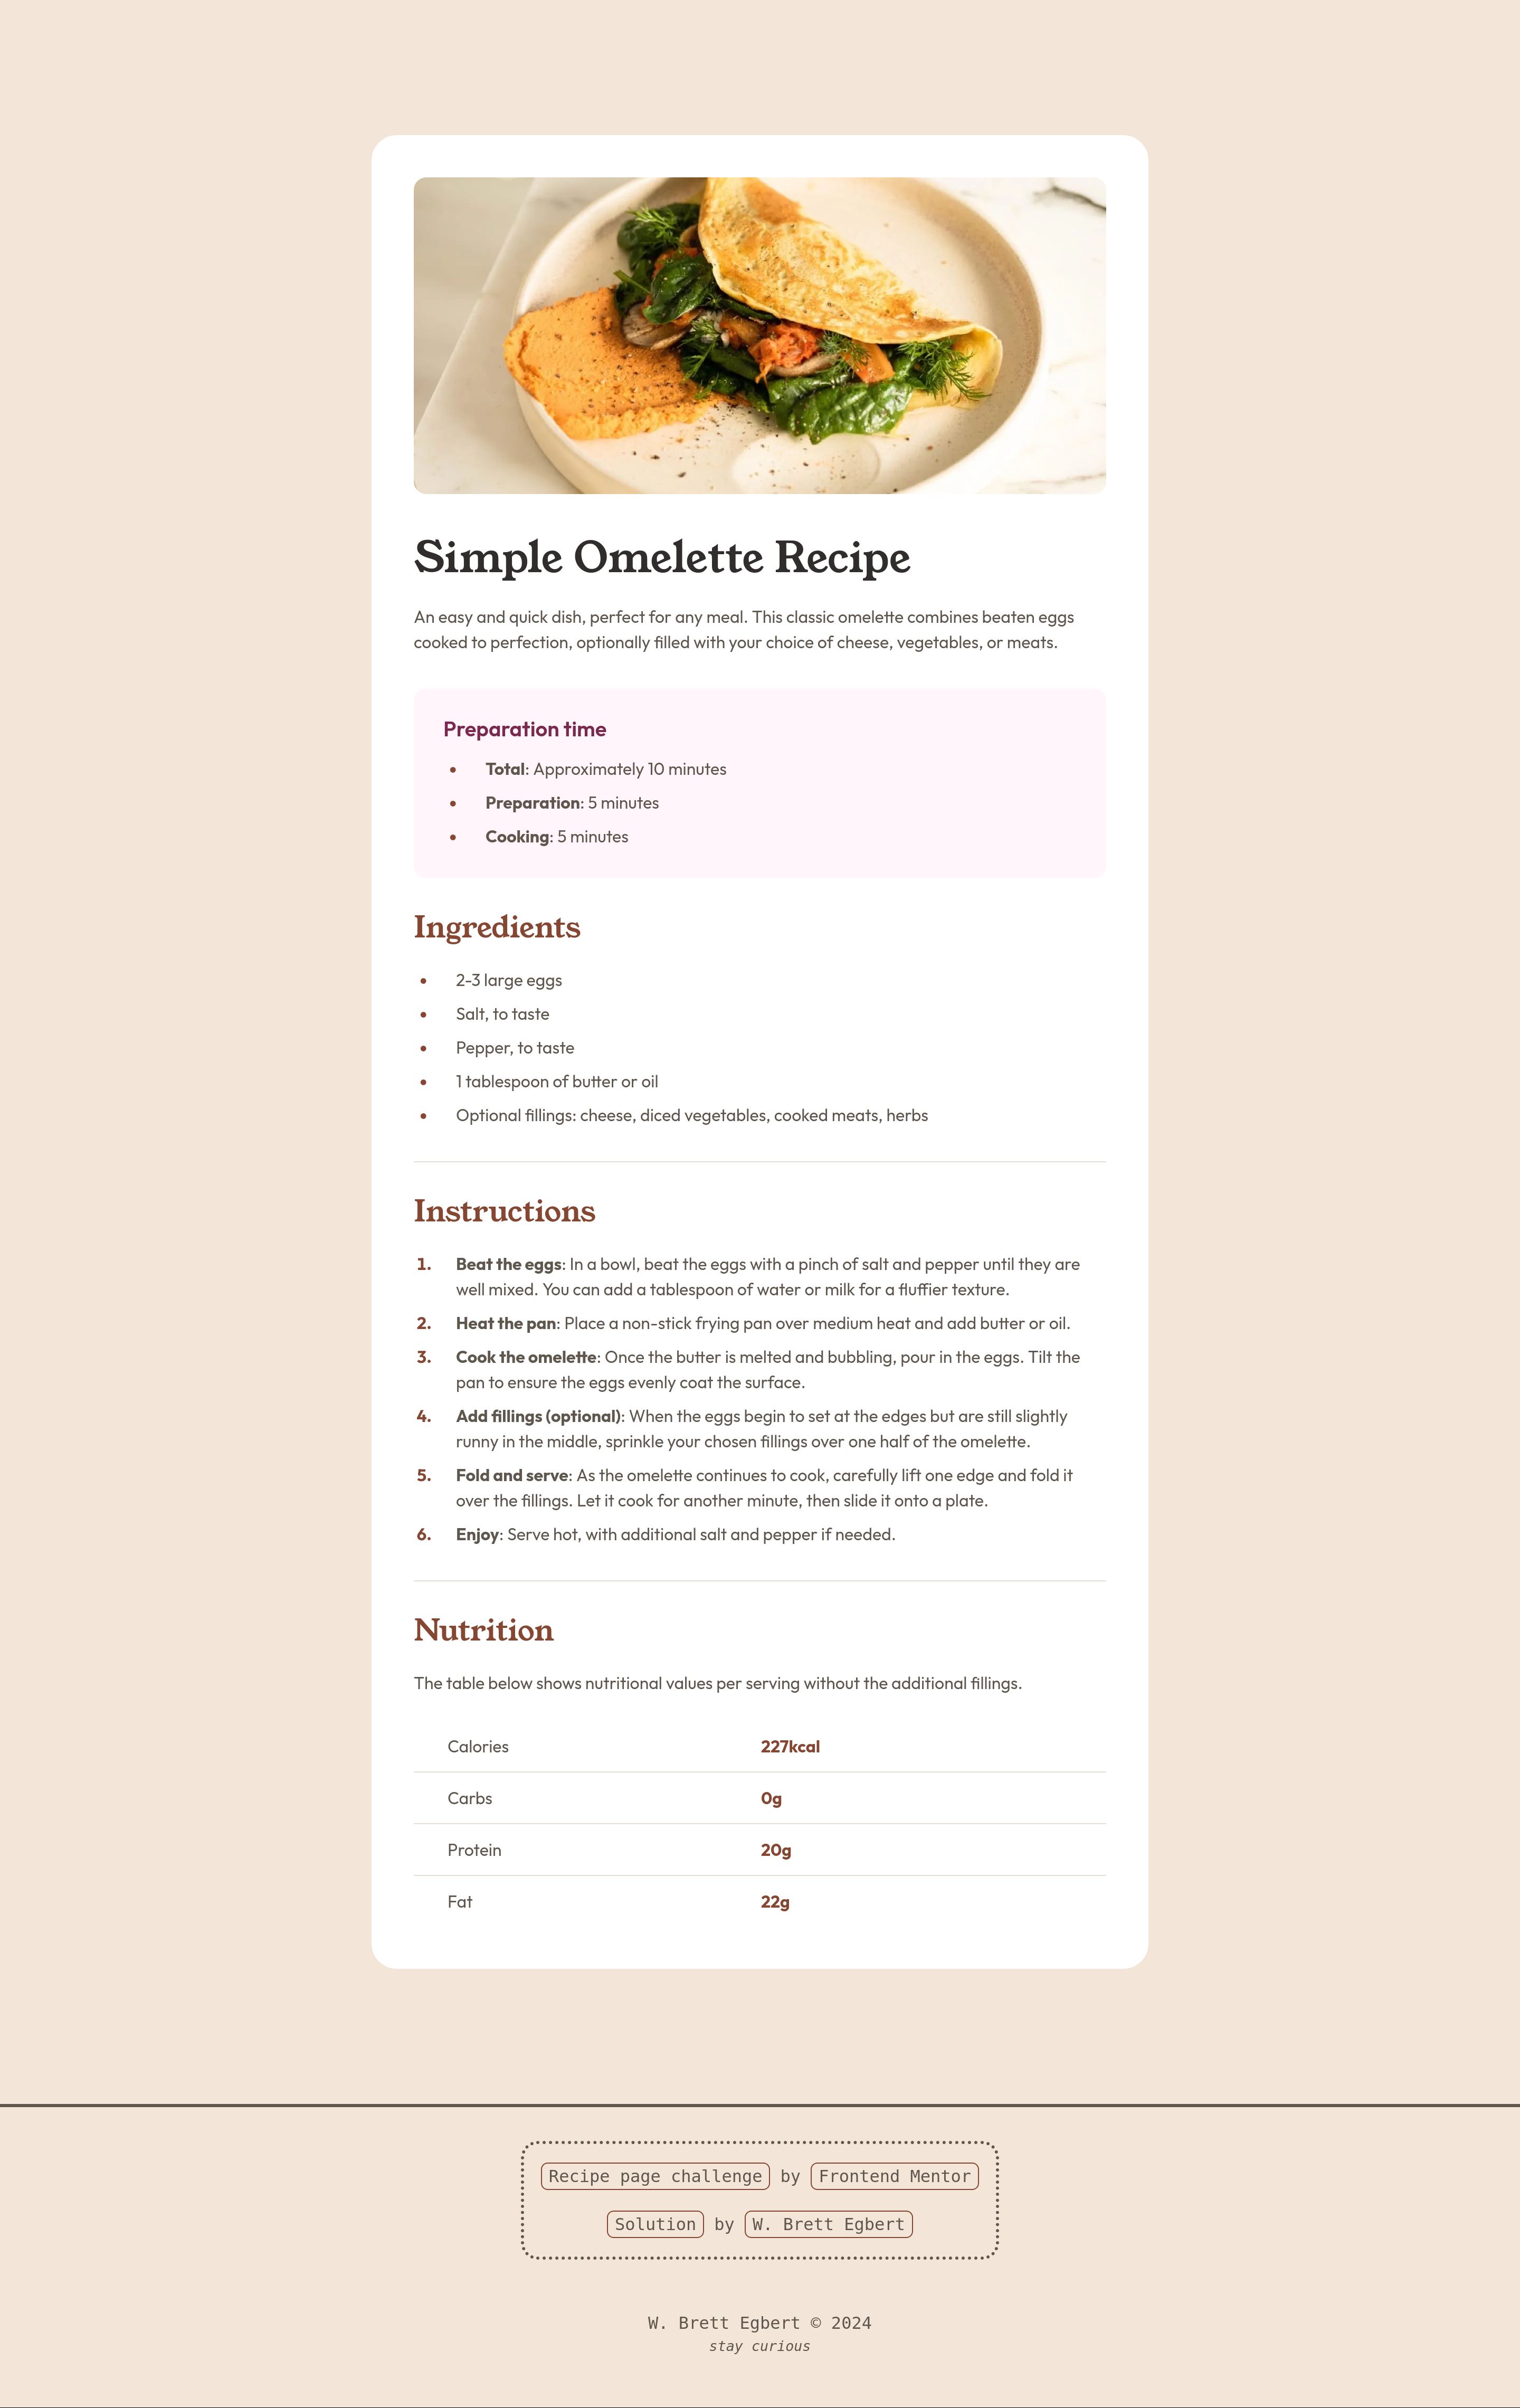 Simple Omelette Recipe
An easy and quick dish, perfect for any meal. This classic omelette combines beaten eggs
cooked to perfection, optionally filled with your choice of cheese, vegetables, or meats.
Preparation time
• Total: Approximately 10 minutes
• Preparation: 5 minutes
• Cooking: 5 minutes
Ingredients
• 2-3 large eggs
• Salt, to taste
• Pepper, to taste
• 1 tablespoon of butter or oil
• Optional fillings: cheese, diced vegetables, cooked meats, herbs
Instructions
1. Beat the eggs: In a bowl, beat the eggs with a pinch of salt and pepper until they are
well mixed. You can add a tablespoon of water or milk for a fluffier texture.
2. Heat the pan: Place a non-stick frying pan over medium heat and add butter or oil.
3. Cook the omelette: Once the butter is melted and bubbling, pour in the eggs. Tilt the
pan to ensure the eggs evenly coat the surface.
4. Add fillings (optional): When the eggs begin to set at the edges but are still slightly
runny in the middle, sprinkle your chosen fillings over one half of the omelette.
5. Fold and serve: As the omelette continues to cook, carefully lift one edge and fold it
over the fillings. Let it cook for another minute, then slide it onto a plate.
6. Enjoy: Serve hot, with additional salt and pepper if needed.
Nutrition
The table below shows nutritional values per serving without the additional fillings.
Calories 227kcal
Carbs 0g
Protein 20g
Fat 22g
Recipe page challenge by Frontend Mentor
Solution by W. Brett Egbert
W. Brett Egbert © 2024
stay curious